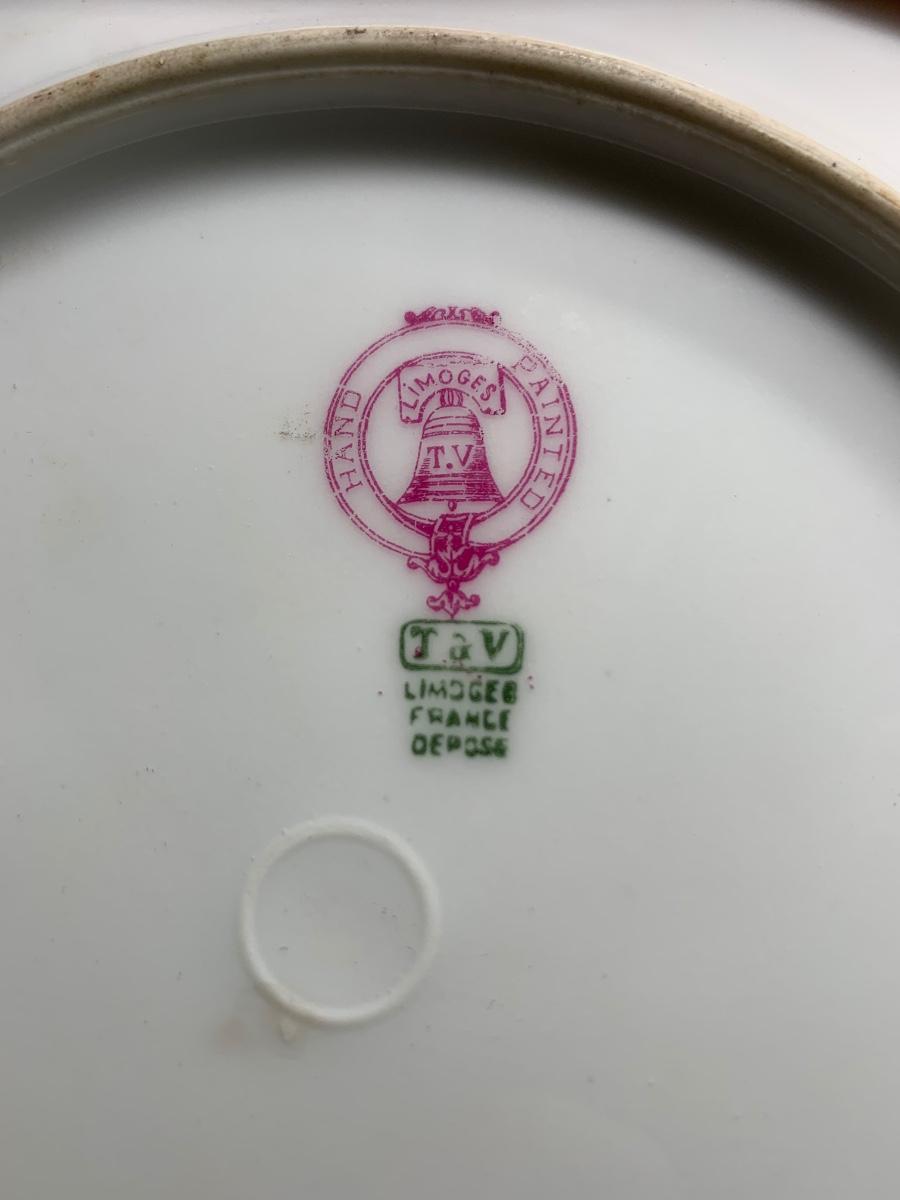 HAND PAINTED
LIMOGES
T.V
T & V
LIMOGES
FRANCE
DEPOSE